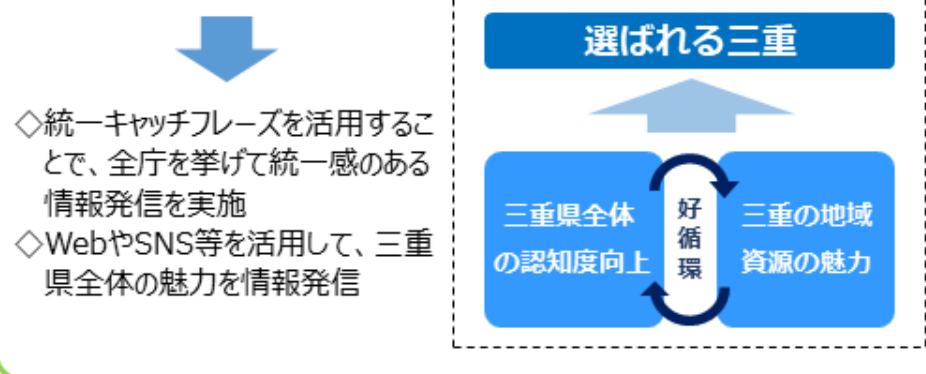 ◇統一キャッチフレーズを活用するこ
とで、全庁を挙げて統一感のある
情報発信を実施
◇WebやSNS等を活用して、三重
県全体の魅力を情報発信
選ばれる三重
三重県全体
の認知度向上
好
循
環
三重の地域
資源の魅力